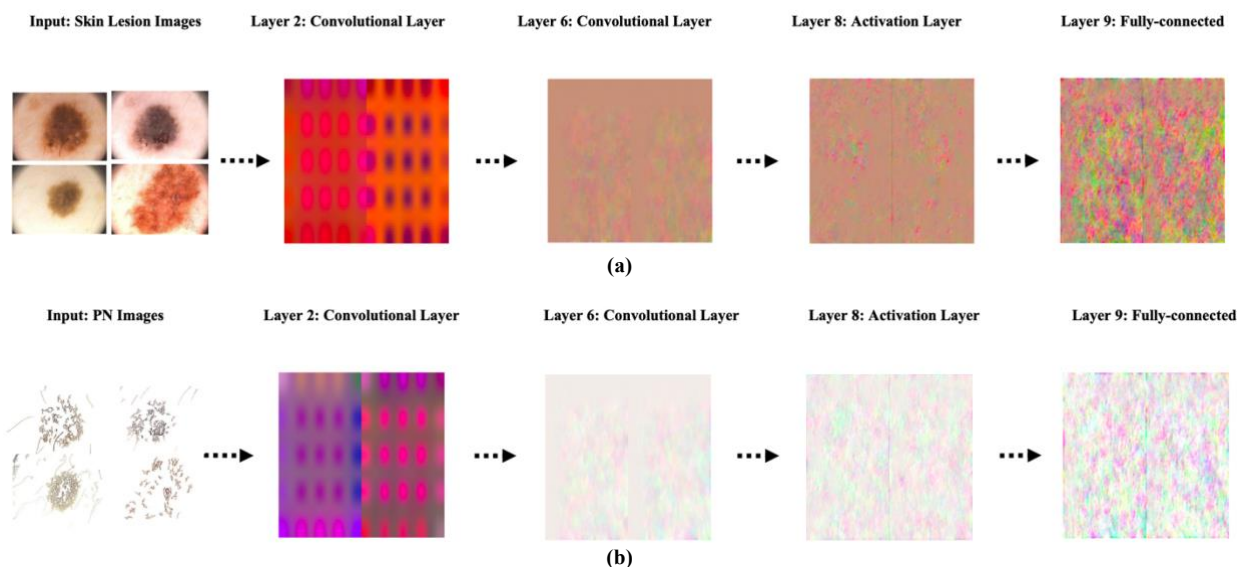 Input: Skin Lesion Images Layer 2: Convolutional Layer Layer 6: Convolutional Layer Layer 8: Activation Layer Layer 9: Fully-connected
(a)
Input: PN Images Layer 2: Convolutional Layer Layer 6: Convolutional Layer Layer 8: Activation Layer Layer 9: Fully-connected
(b)